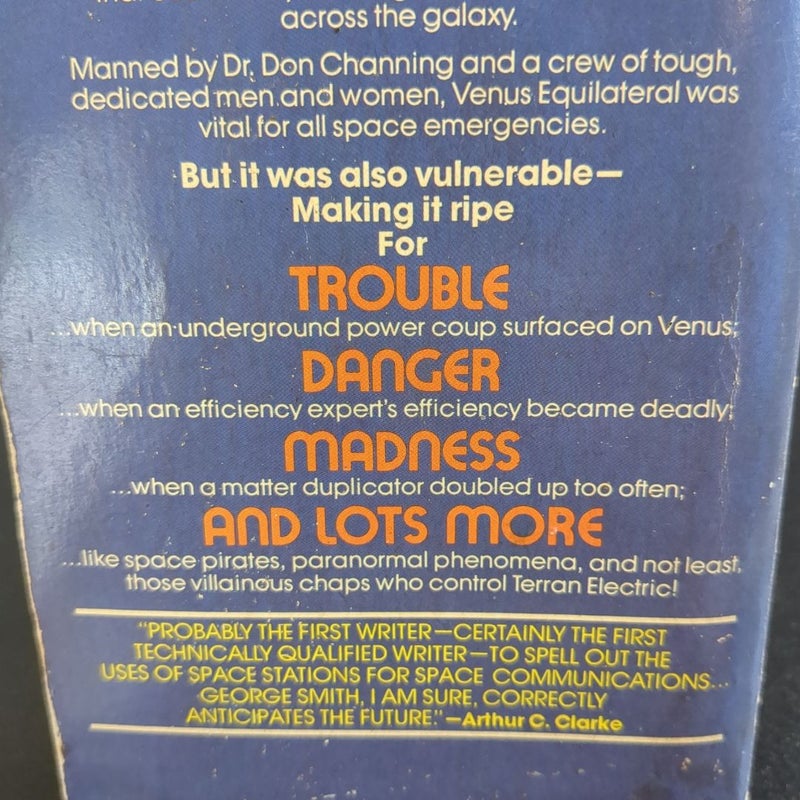 across the galaxy.
Manned by Dr. Don Channing and a crew of tough,
dedicated men and women, Venus Equilateral was
vital for all space emergencies.
But it was also vulnerable—
Making it ripe
For
TROUBLE
...when an underground power coup surfaced on Venus;
DANGER
...when an efficiency expert's efficiency became deadly;
MADNESS
...when a matter duplicator doubled up too often;
AND LOTS MORE
...like space pirates, paranormal phenomena, and not least,
those villainous chaps who control Terran Electric!
"PROBABLY THE FIRST WRITER—CERTAINLY THE FIRST
TECHNICALLY QUALIFIED WRITER—TO SPELL OUT THE
USES OF SPACE STATIONS FOR SPACE COMMUNICATIONS...
GEORGE SMITH, I AM SURE, CORRECTLY
ANTICIPATES THE FUTURE."—Arthur C. Clarke